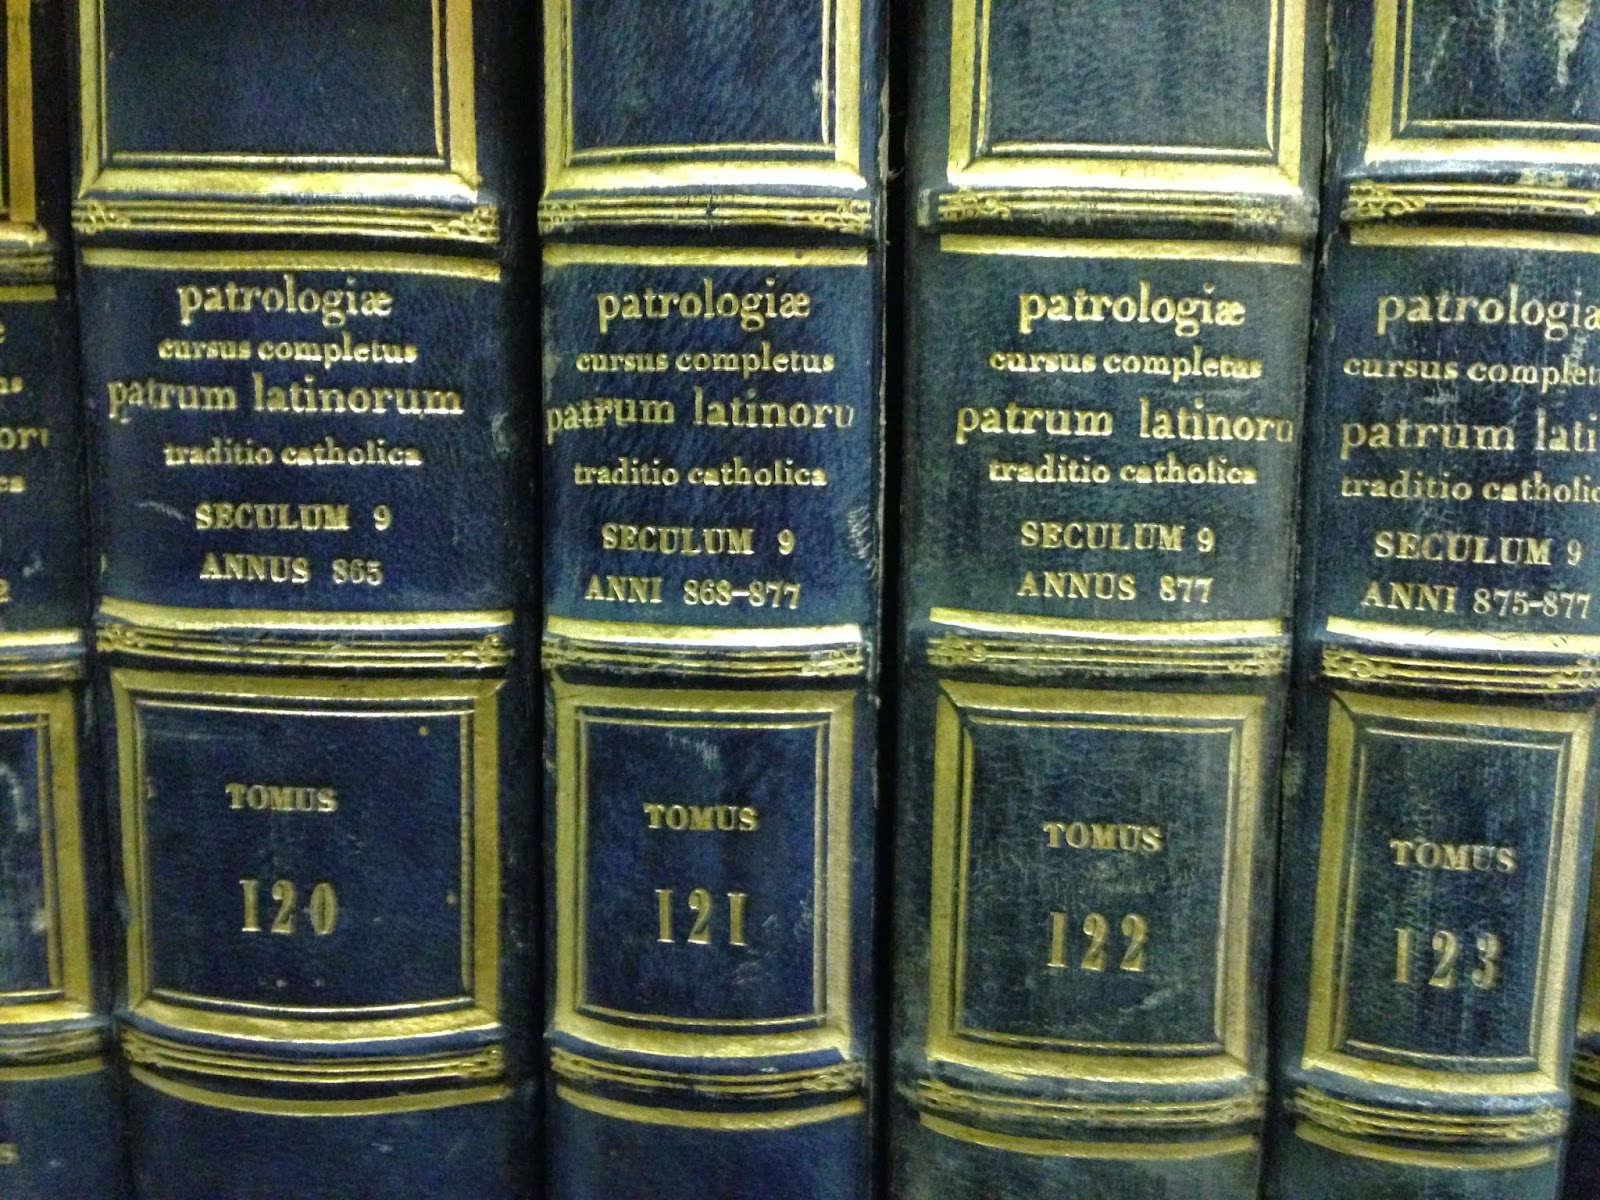 patrologiæ
cursus completus
patrum latinorum
traditio catholica
SECULUM 9
ANNUS 865
TOMUS
120
patrologiæ
cursus completus
patrum latinoru
traditio catholica
SECULUM 9
ANNI 868-877
TOMUS
121
patrologiæ
cursus completus
patrum latinoru
traditio catholica
SECULUM 9
ANNUS 877
TOMUS
122
patrologiæ
cursus completu
patrum lati
traditio catholic
SECULUM 9
ANNI 875-877
TOMUS
123